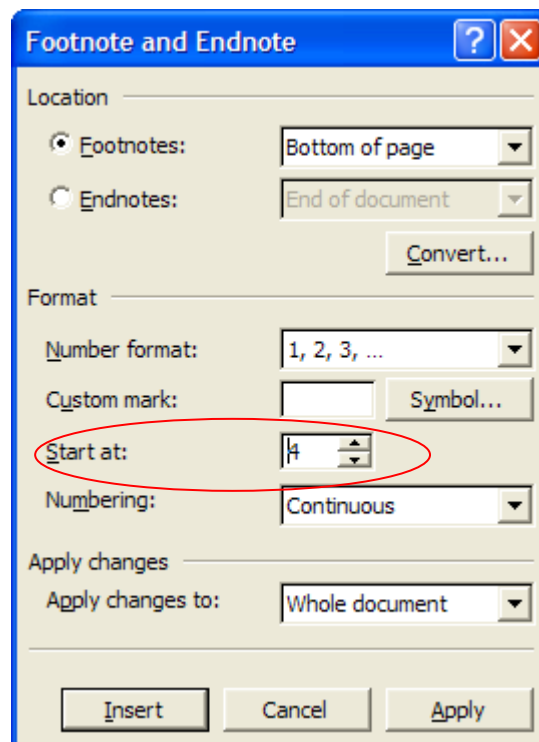 Footnote and Endnote
Location
Footnotes: Bottom of page
Endnotes: End of document
Convert...
Format
Number format: 1, 2, 3, ...
Custom mark: Symbol...
Start at: 4
Numbering: Continuous
Apply changes
Apply changes to: Whole document
Insert Cancel Apply